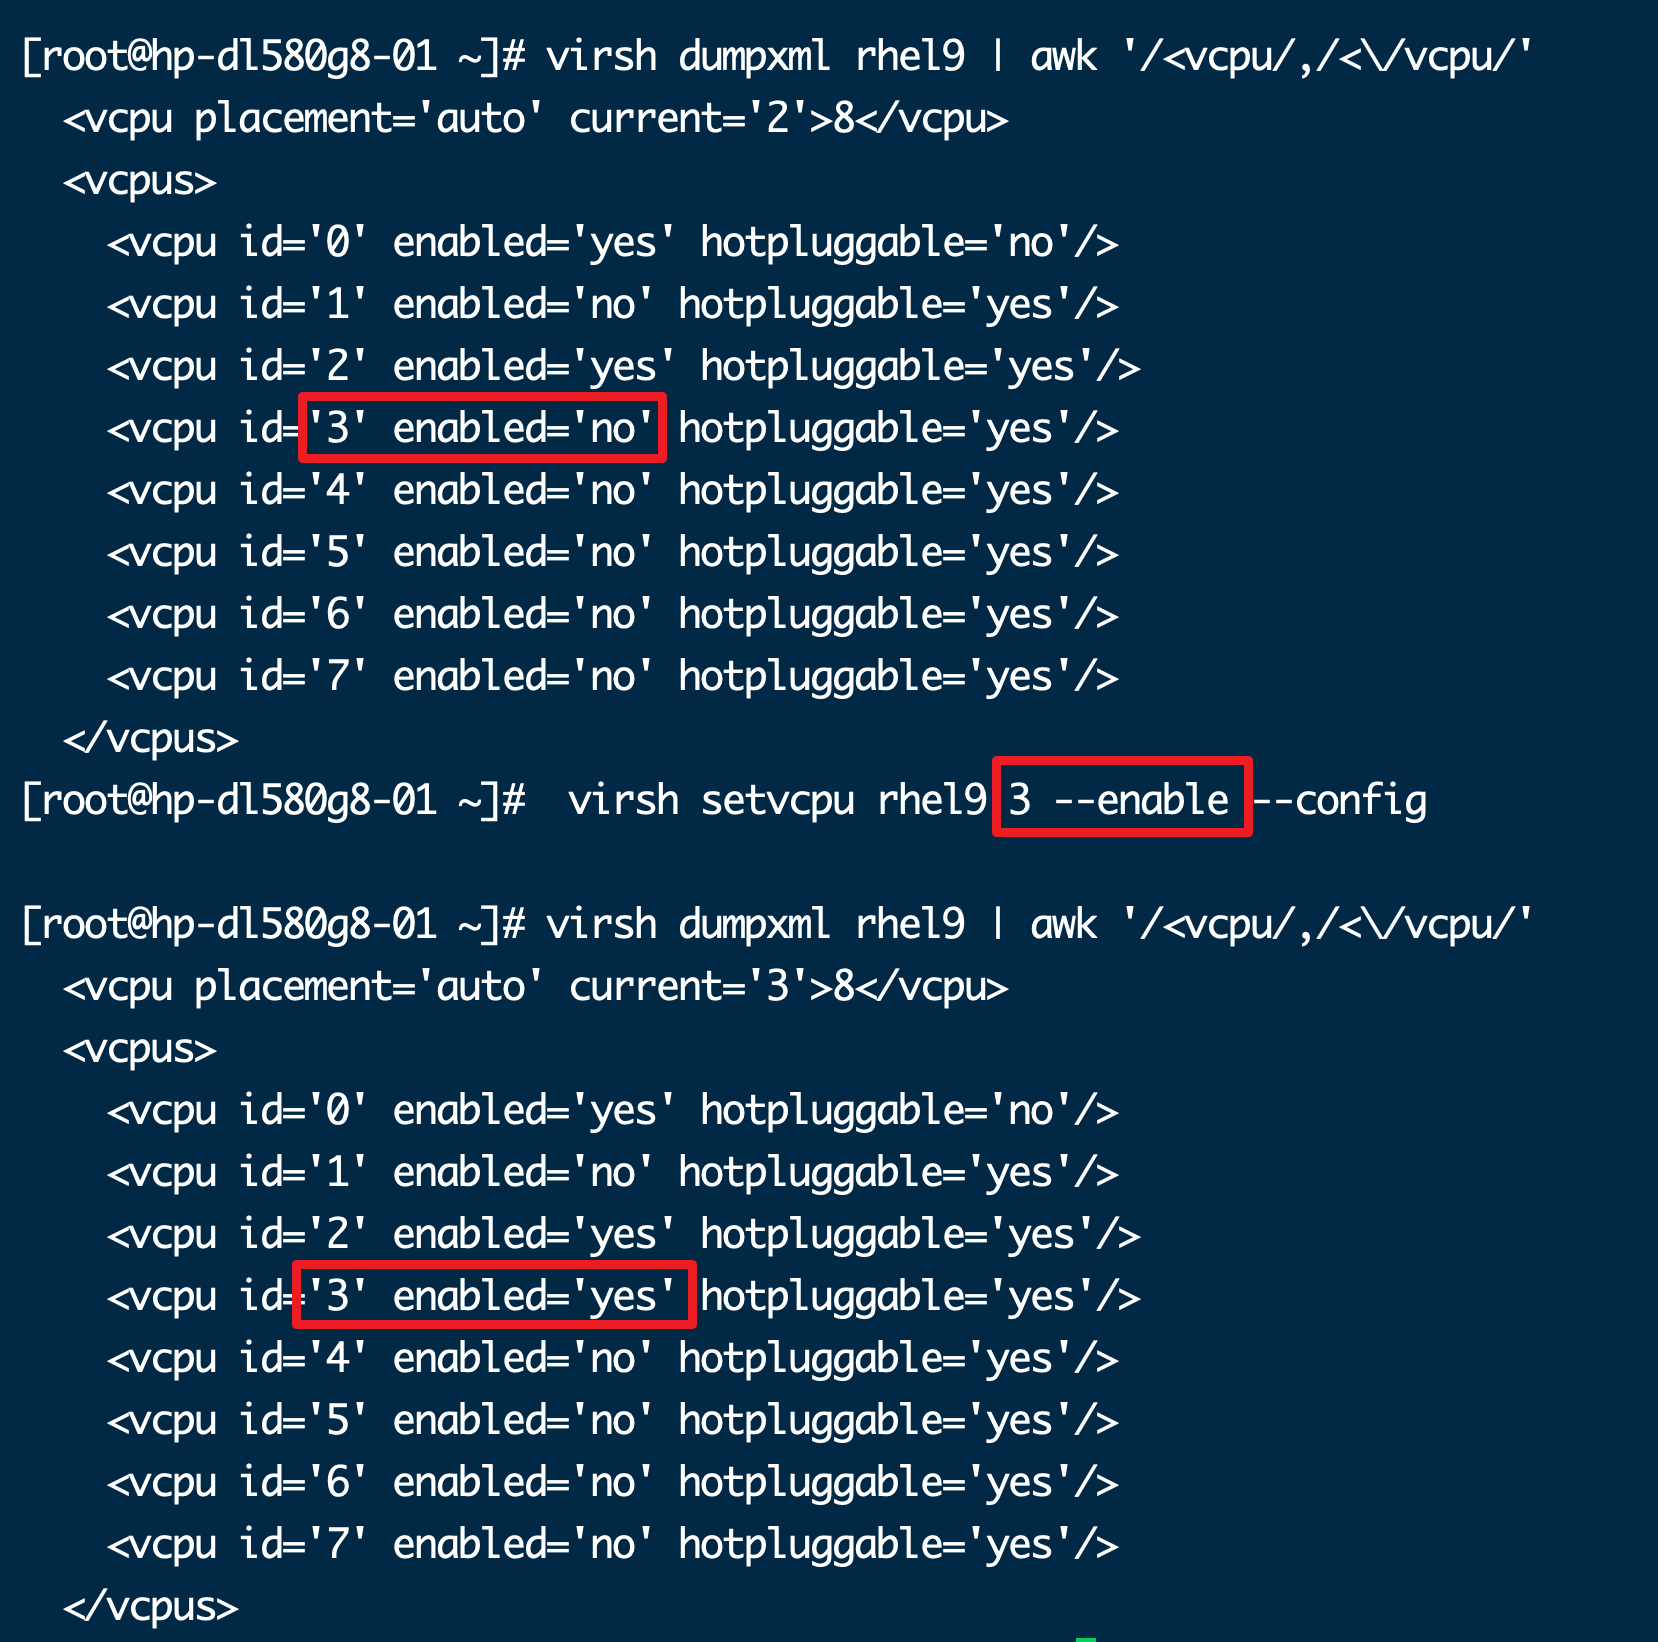 [root@hp-dl580g8-01 ~]# virsh dumpxml rhel9 | awk '/<vcpu/,/<\/vcpu/'
  <vcpu placement='auto' current='2'>8</vcpu>
  <vcpus>
    <vcpu id='0' enabled='yes' hotpluggable='no'/>
    <vcpu id='1' enabled='no' hotpluggable='yes'/>
    <vcpu id='2' enabled='yes' hotpluggable='yes'/>
    <vcpu id='3' enabled='no' hotpluggable='yes'/>
    <vcpu id='4' enabled='no' hotpluggable='yes'/>
    <vcpu id='5' enabled='no' hotpluggable='yes'/>
    <vcpu id='6' enabled='no' hotpluggable='yes'/>
    <vcpu id='7' enabled='no' hotpluggable='yes'/>
  </vcpus>
[root@hp-dl580g8-01 ~]#  virsh setvcpu rhel9 3 --enable --config
[root@hp-dl580g8-01 ~]# virsh dumpxml rhel9 | awk '/<vcpu/,/<\/vcpu/'
  <vcpu placement='auto' current='3'>8</vcpu>
  <vcpus>
    <vcpu id='0' enabled='yes' hotpluggable='no'/>
    <vcpu id='1' enabled='no' hotpluggable='yes'/>
    <vcpu id='2' enabled='yes' hotpluggable='yes'/>
    <vcpu id='3' enabled='yes' hotpluggable='yes'/>
    <vcpu id='4' enabled='no' hotpluggable='yes'/>
    <vcpu id='5' enabled='no' hotpluggable='yes'/>
    <vcpu id='6' enabled='no' hotpluggable='yes'/>
    <vcpu id='7' enabled='no' hotpluggable='yes'/>
  </vcpus>